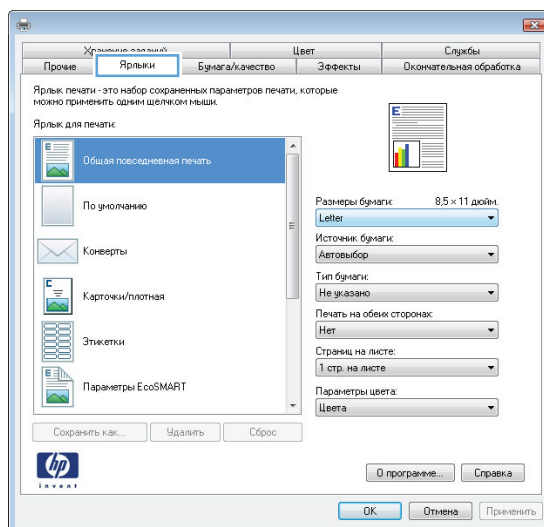 Хранение заданий Цвет Службы
Прочие Ярлыки Бумага/качество Эффекты Окончательная обработка
Ярлык печати - это набор сохраненных параметров печати, которые
можно применить одним щелчком мыши.
Ярлык для печати:
Общая повседневная печать
По умолчанию
Конверты
Карточки/плотная
Этикетки
Параметры EcoSMART
Сохранить как... Удалить Сброс
E
Размеры бумаги: 8,5 × 11 дюйм.
Letter
Источник бумаги:
Автовыбор
Тип бумаги:
Не указано
Печать на обеих сторонах:
Нет
Страниц на листе:
1 стр. на листе
Параметры цвета:
Цвета
hp
invent
О программе... Справка
OK Отмена Применить